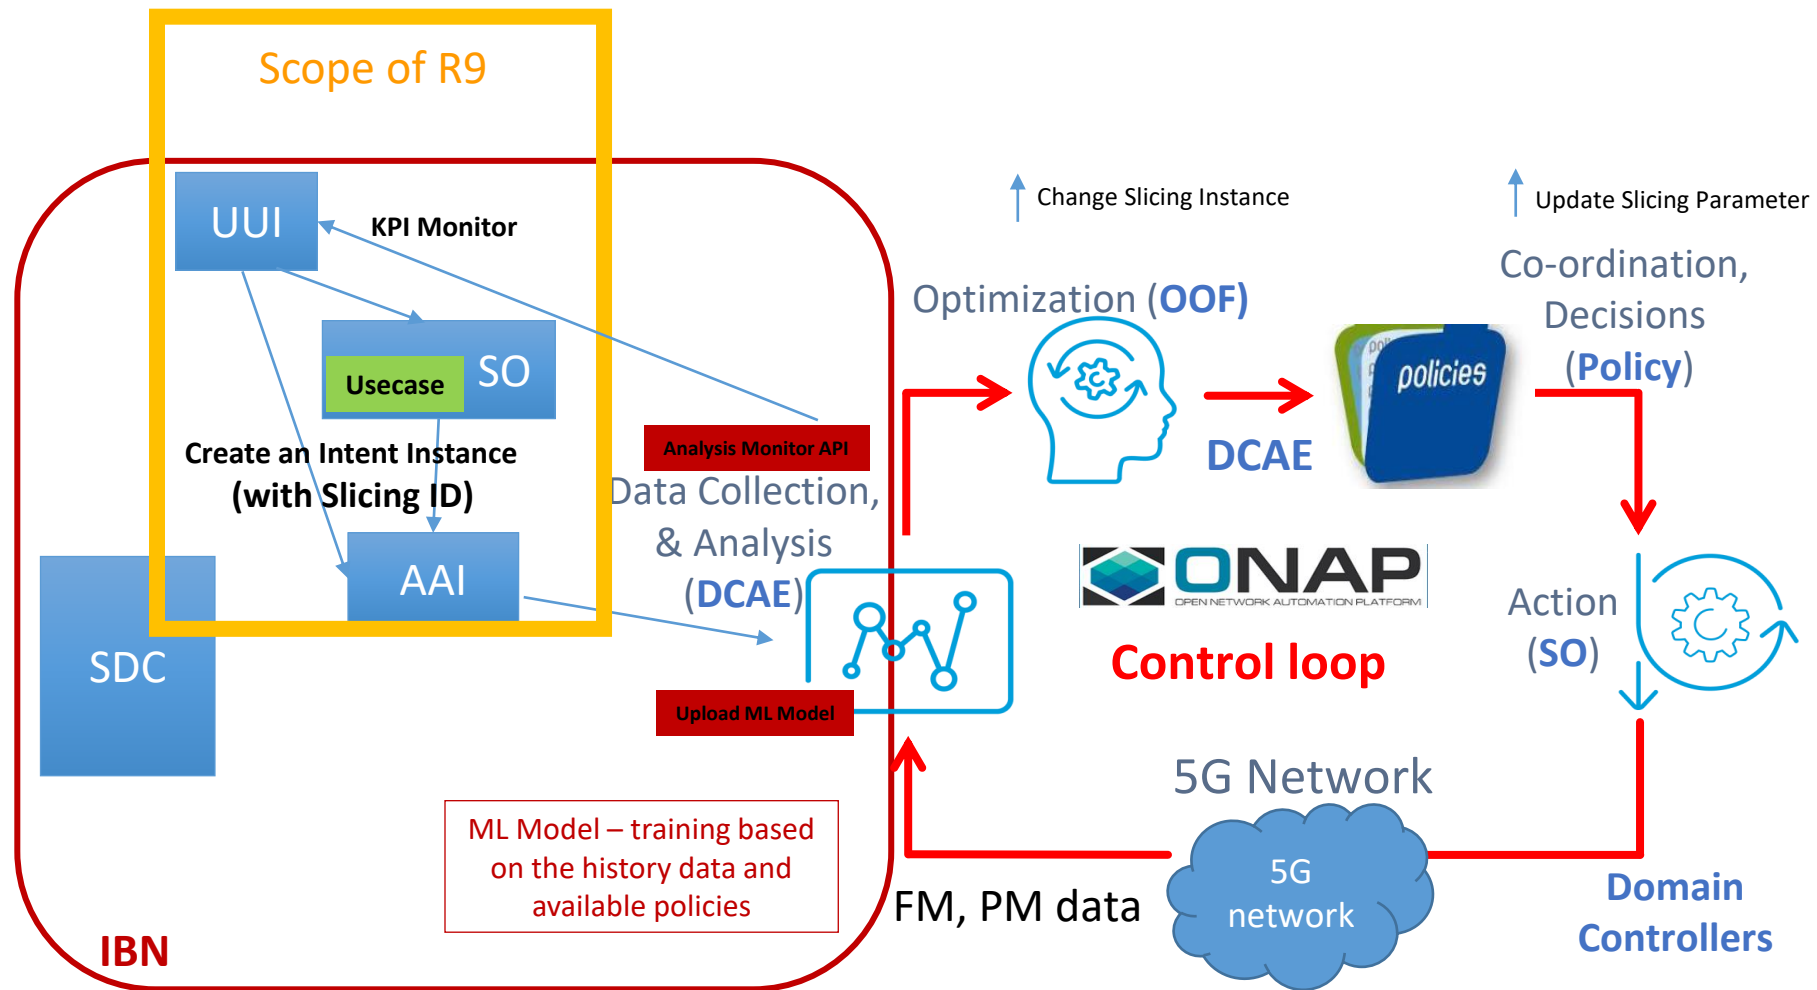 Scope of R9
UUI
KPI Monitor
Usecase
SO
Create an Intent Instance
(with Slicing ID)
AAI
SDC
Analysis Monitor API
Data Collection,
& Analysis
(DCAE)
Upload ML Model
ML Model – training based
on the history data and
available policies
IBN
Change Slicing Instance
Update Slicing Parameter
Optimization (OOF)
DCAE
policies
Co-ordination,
Decisions
(Policy)
ONAP
OPEN NETWORK AUTOMATION PLATFORM
Control loop
Action
(SO)
5G Network
5G
network
FM, PM data
Domain
Controllers